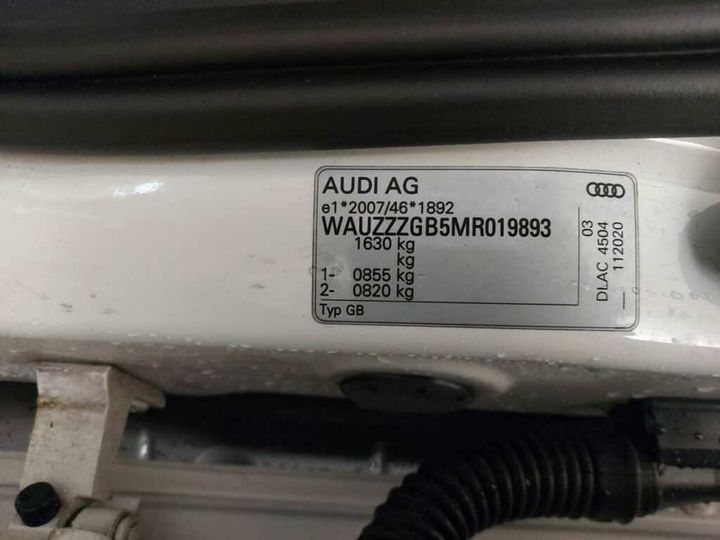 AUDI AG
e1*2007/46*1892
WAUZZZGB5MR019893
1630 kg
kg
1- 0855 kg
2- 0820 kg
Typ GB
03
DLAC 4504
__ 112020